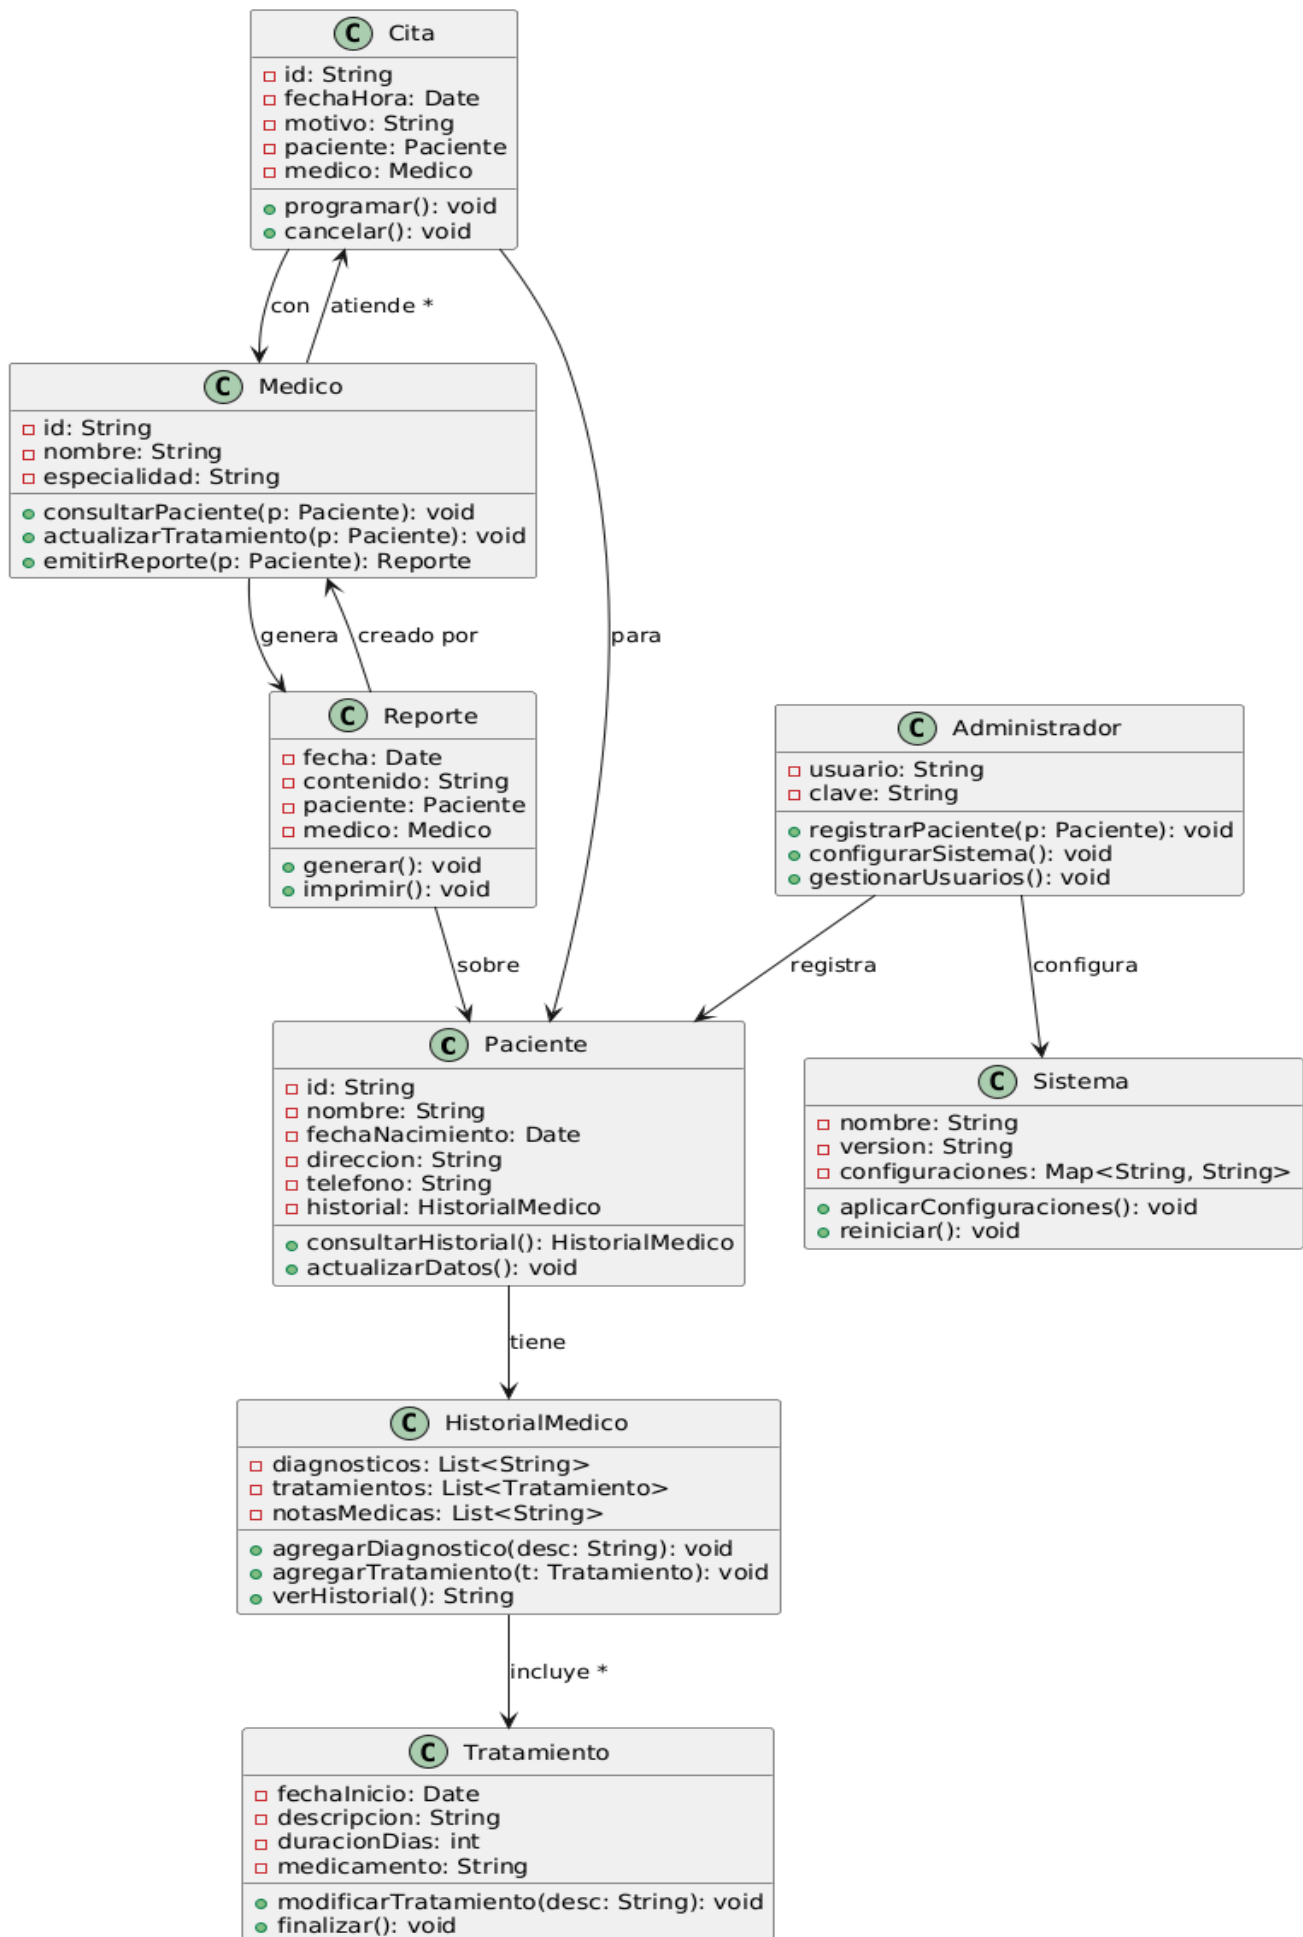 C Cita
id: String
fechaHora: Date
motivo: String
paciente: Paciente
medico: Medico
programar(): void
cancelar(): void
con
atiende *
C Medico
id: String
nombre: String
especialidad: String
consultarPaciente(p: Paciente): void
actualizarTratamiento(p: Paciente): void
emitirReporte(p: Paciente): Reporte
genera
creado por
para
C Reporte
fecha: Date
contenido: String
paciente: Paciente
medico: Medico
generar(): void
imprimir(): void
C Administrador
usuario: String
clave: String
registrarPaciente(p: Paciente): void
configurarSistema(): void
gestionarUsuarios(): void
sobre
registra
configura
C Paciente
id: String
nombre: String
fechaNacimiento: Date
direccion: String
telefono: String
historial: HistorialMedico
consultarHistorial(): HistorialMedico
actualizarDatos(): void
C Sistema
nombre: String
version: String
configuraciones: Map<String, String>
aplicarConfiguraciones(): void
reiniciar(): void
tiene
C HistorialMedico
diagnosticos: List<String>
tratamientos: List<Tratamiento>
notasMedicas: List<String>
agregarDiagnostico(desc: String): void
agregarTratamiento(t: Tratamiento): void
verHistorial(): String
incluye *
C Tratamiento
fechaInicio: Date
descripcion: String
duracionDias: int
medicamento: String
modificarTratamiento(desc: String): void
finalizar(): void